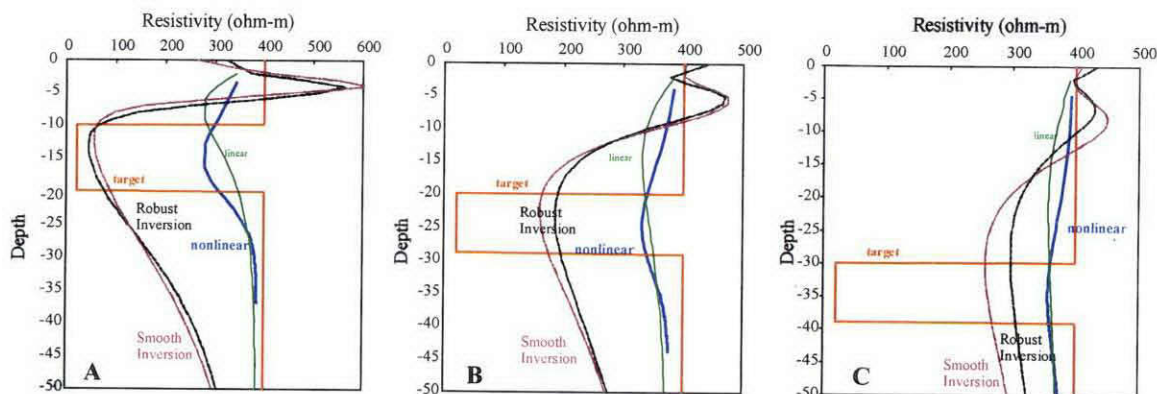 Resistivity (ohm-m)
0 100 200 300 400 500 600
0
-5
-10
-15
-20
-25
-30
-35
-40
-45
-50
Depth
linear
target
Robust
Inversion
nonlinear
Smooth
Inversion
A
Resistivity (ohm-m)
0 100 200 300 400 500
0
-5
-10
-15
-20
-25
-30
-35
-40
-45
-50
Depth
linear
target
Robust
Inversion
nonlinear
Smooth
Inversion
B
Resistivity (ohm-m)
0 100 200 300 400 500
0
-5
-10
-15
-20
-25
-30
-35
-40
-45
-50
Depth
linear
nonlinear
target
Robust
Inversion
Smooth
Inversion
C